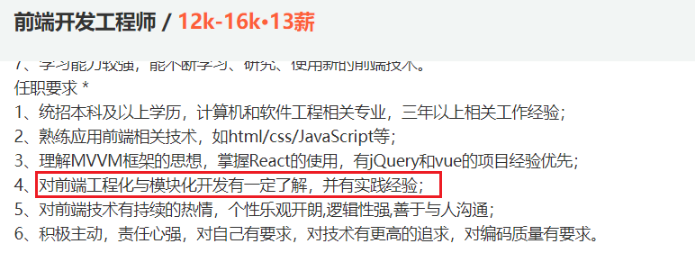 前端开发工程师 / 12k-16k•13薪
7、学习能力较强，能不断学习、研究、使用新的前端技术。
任职要求 *
1、统招本科及以上学历，计算机和软件工程相关专业，三年以上相关工作经验；
2、熟练应用前端相关技术，如html/css/JavaScript等；
3、理解MVVM框架的思想，掌握React的使用，有jQuery和vue的项目经验优先；
4、对前端工程化与模块化开发有一定了解，并有实践经验；
5、对前端技术有持续的热情，个性乐观开朗,逻辑性强,善于与人沟通；
6、积极主动，责任心强，对自己有要求，对技术有更高的追求，对编码质量有要求。